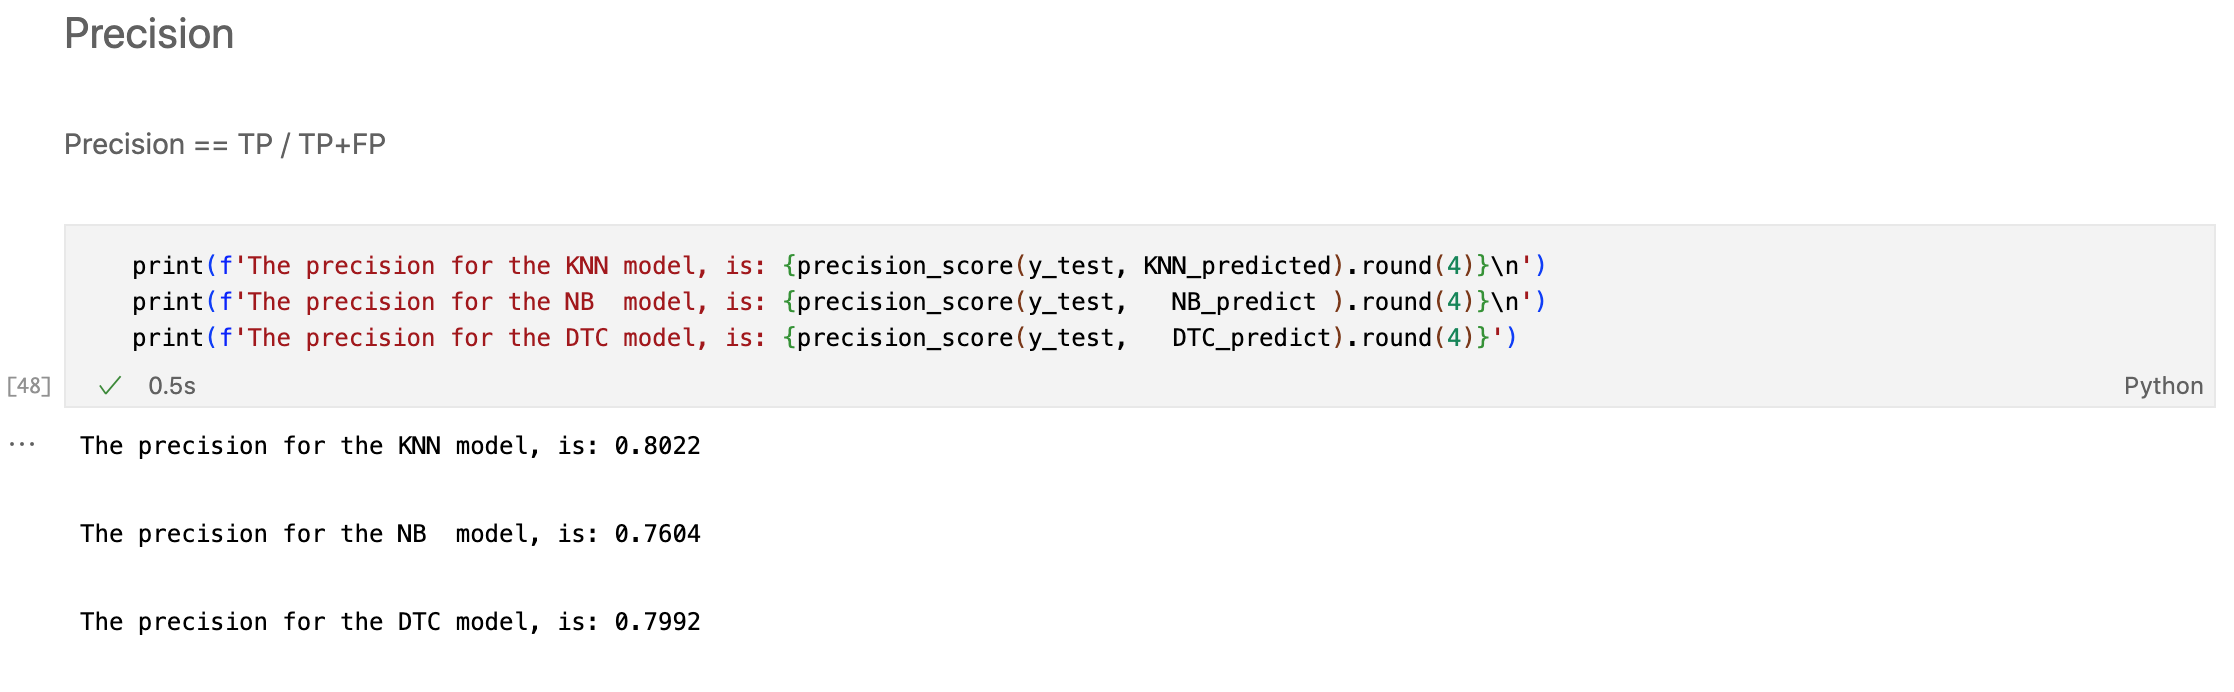 Precision
Precision == TP / TP+FP
print(f'The precision for the KNN model, is: {precision_score(y_test, KNN_predicted).round(4)}\n')
print(f'The precision for the NB  model, is: {precision_score(y_test,   NB_predict ).round(4)}\n')
print(f'The precision for the DTC model, is: {precision_score(y_test,   DTC_predict).round(4)}')
[48] ✓ 0.5s Python
... The precision for the KNN model, is: 0.8022
The precision for the NB  model, is: 0.7604
The precision for the DTC model, is: 0.7992